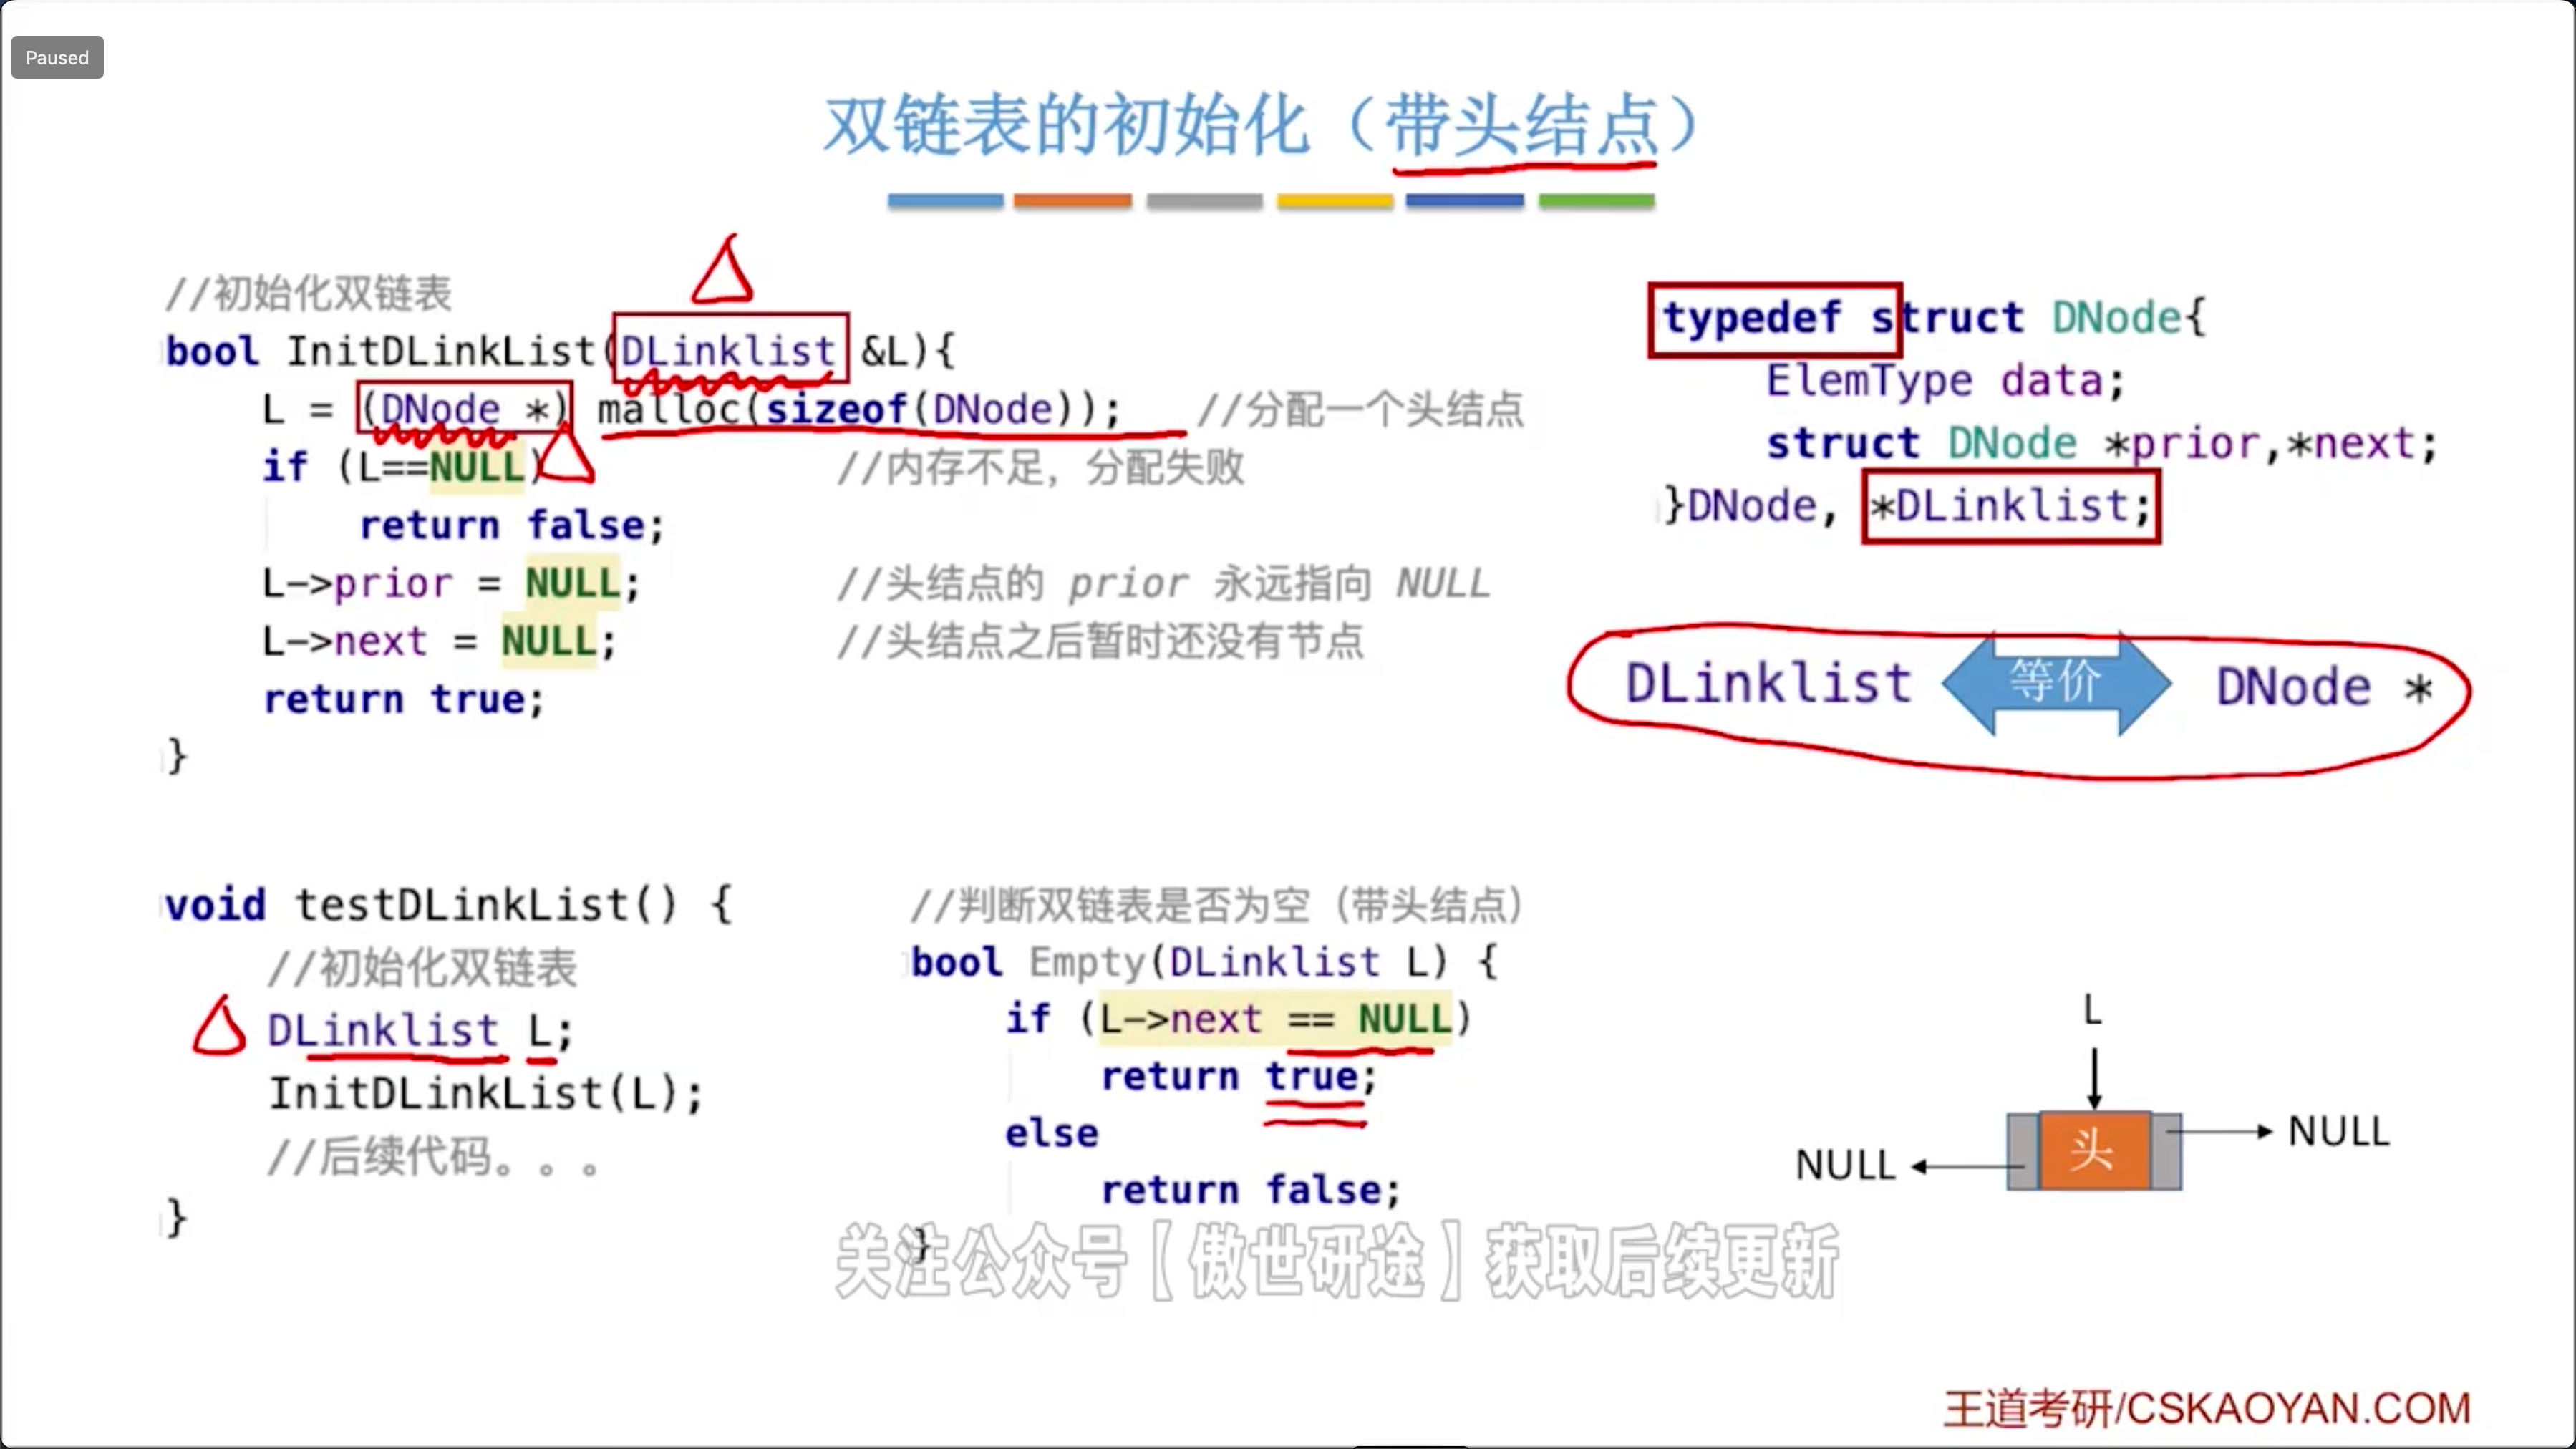 Paused
双链表的初始化（带头结点）
//初始化双链表
bool InitDLinkList(DLinklist &L){
L = (DNode *) malloc(sizeof(DNode)); //分配一个头结点
if (L==NULL) //内存不足，分配失败
return false;
L->prior = NULL; //头结点的 prior 永远指向 NULL
L->next = NULL; //头结点之后暂时还没有节点
return true;
}
typedef struct DNode{
ElemType data;
struct DNode *prior,*next;
}DNode, *DLinklist;
DLinklist 等价 DNode *
void testDLinkList() {
//初始化双链表
DLinklist L;
InitDLinkList(L);
//后续代码。。。
}
//判断双链表是否为空（带头结点）
bool Empty(DLinklist L) {
if (L->next == NULL)
return true;
else
return false;
}
L
头
NULL
NULL
关注公众号【傲世研途】获取后续更新
王道考研/CSKAOYAN.COM